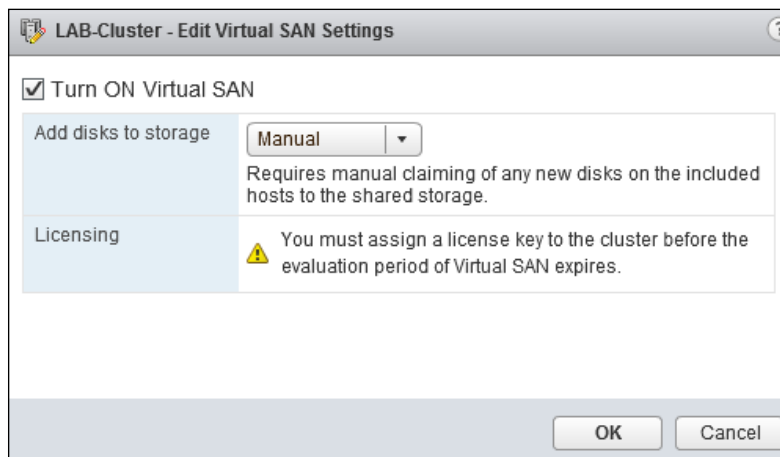 LAB-Cluster - Edit Virtual SAN Settings
?
Turn ON Virtual SAN
Add disks to storage
Manual
Requires manual claiming of any new disks on the included
hosts to the shared storage.
Licensing
You must assign a license key to the cluster before the
evaluation period of Virtual SAN expires.
OK
Cancel